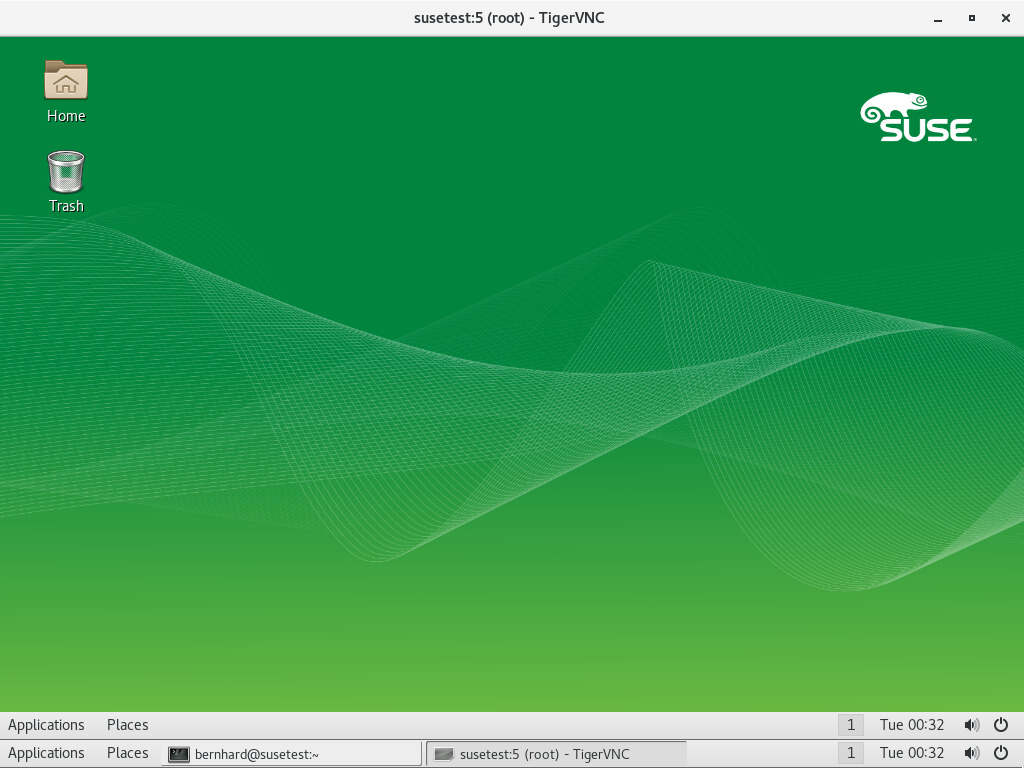 susetest:5 (root) - TigerVNC
Home
SUSE
Trash
Applications Places 1 Tue 00:32
Applications Places bernhard@susetest:~ susetest:5 (root) - TigerVNC 1 Tue 00:32